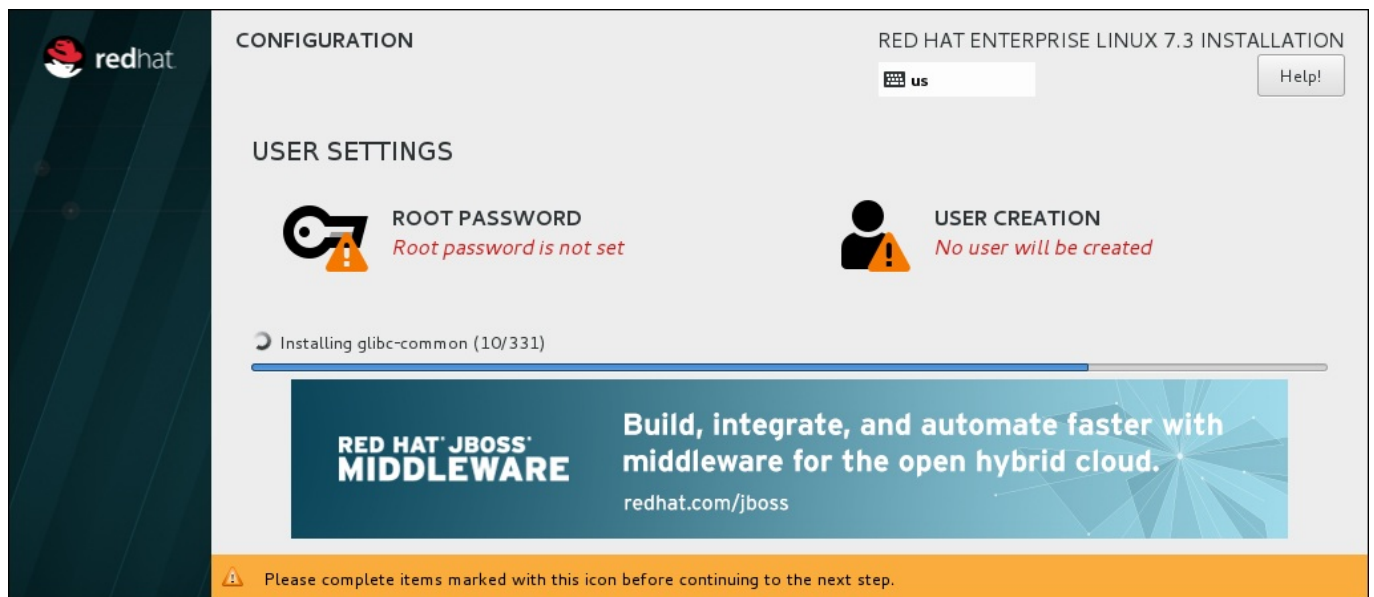 redhat
CONFIGURATION
RED HAT ENTERPRISE LINUX 7.3 INSTALLATION
us
Help!
USER SETTINGS
ROOT PASSWORD
Root password is not set
USER CREATION
No user will be created
Installing glibc-common (10/331)
RED HAT® JBOSS®
MIDDLEWARE
Build, integrate, and automate faster with
middleware for the open hybrid cloud.
redhat.com/jboss
Please complete items marked with this icon before continuing to the next step.